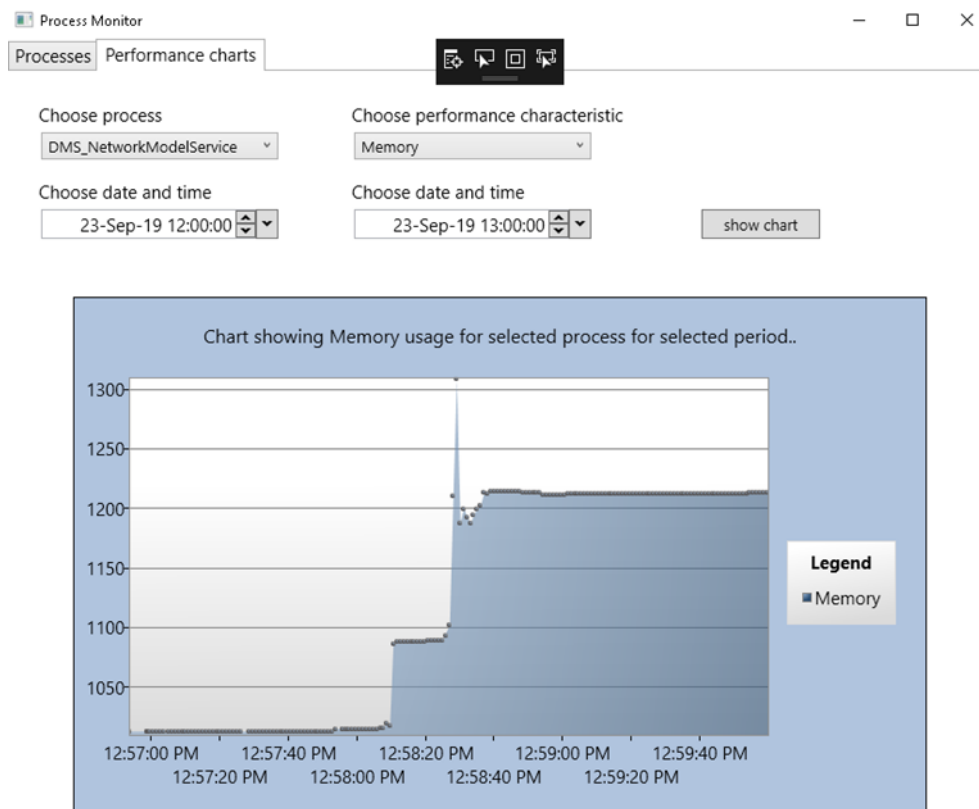 Process Monitor
Processes Performance charts
Choose process Choose performance characteristic
DMS_NetworkModelService Memory
Choose date and time Choose date and time
23-Sep-19 12:00:00 23-Sep-19 13:00:00 show chart
Chart showing Memory usage for selected process for selected period..
1300
1250
1200
1150
1100
1050
Legend
Memory
12:57:00 PM 12:57:40 PM 12:58:20 PM 12:59:00 PM 12:59:40 PM
12:57:20 PM 12:58:00 PM 12:58:40 PM 12:59:20 PM